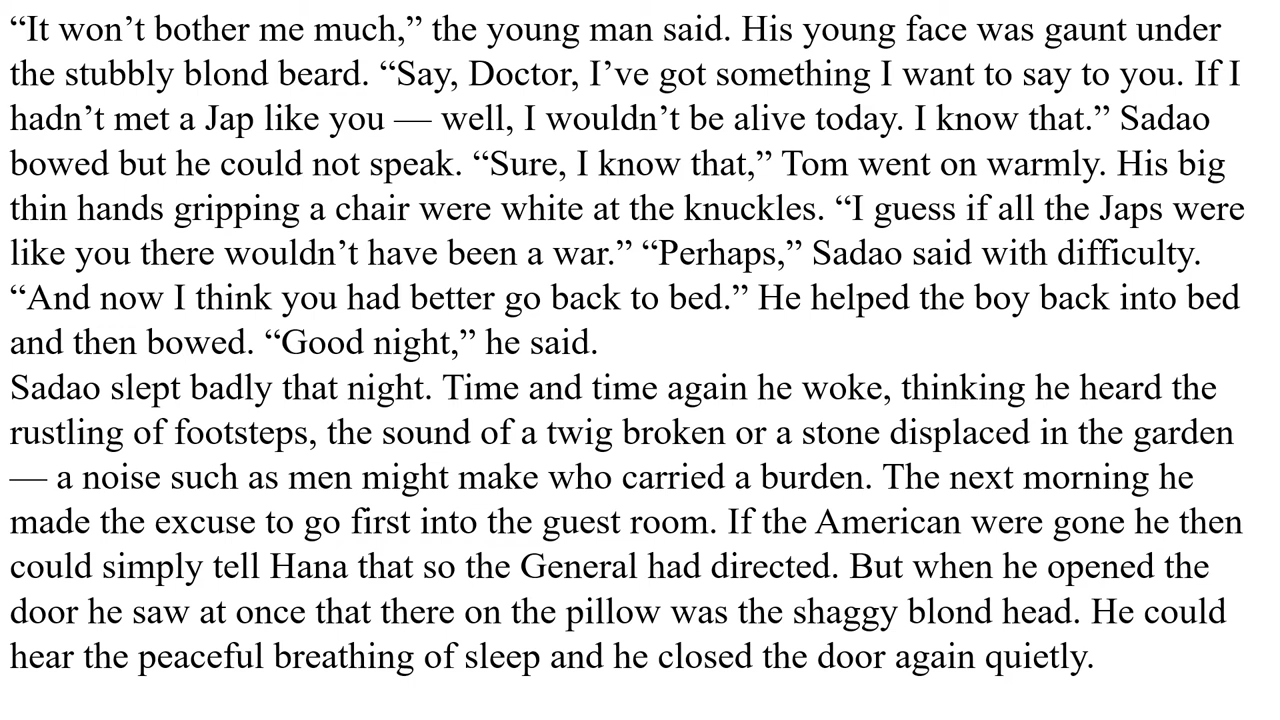 “It won’t bother me much,” the young man said. His young face was gaunt under
the stubbly blond beard. “Say, Doctor, I’ve got something I want to say to you. If I
hadn’t met a Jap like you — well, I wouldn’t be alive today. I know that.” Sadao
bowed but he could not speak. “Sure, I know that,” Tom went on warmly. His big
thin hands gripping a chair were white at the knuckles. “I guess if all the Japs were
like you there wouldn’t have been a war.” “Perhaps,” Sadao said with difficulty.
“And now I think you had better go back to bed.” He helped the boy back into bed
and then bowed. “Good night,” he said.
Sadao slept badly that night. Time and time again he woke, thinking he heard the
rustling of footsteps, the sound of a twig broken or a stone displaced in the garden
— a noise such as men might make who carried a burden. The next morning he
made the excuse to go first into the guest room. If the American were gone he then
could simply tell Hana that so the General had directed. But when he opened the
door he saw at once that there on the pillow was the shaggy blond head. He could
hear the peaceful breathing of sleep and he closed the door again quietly.